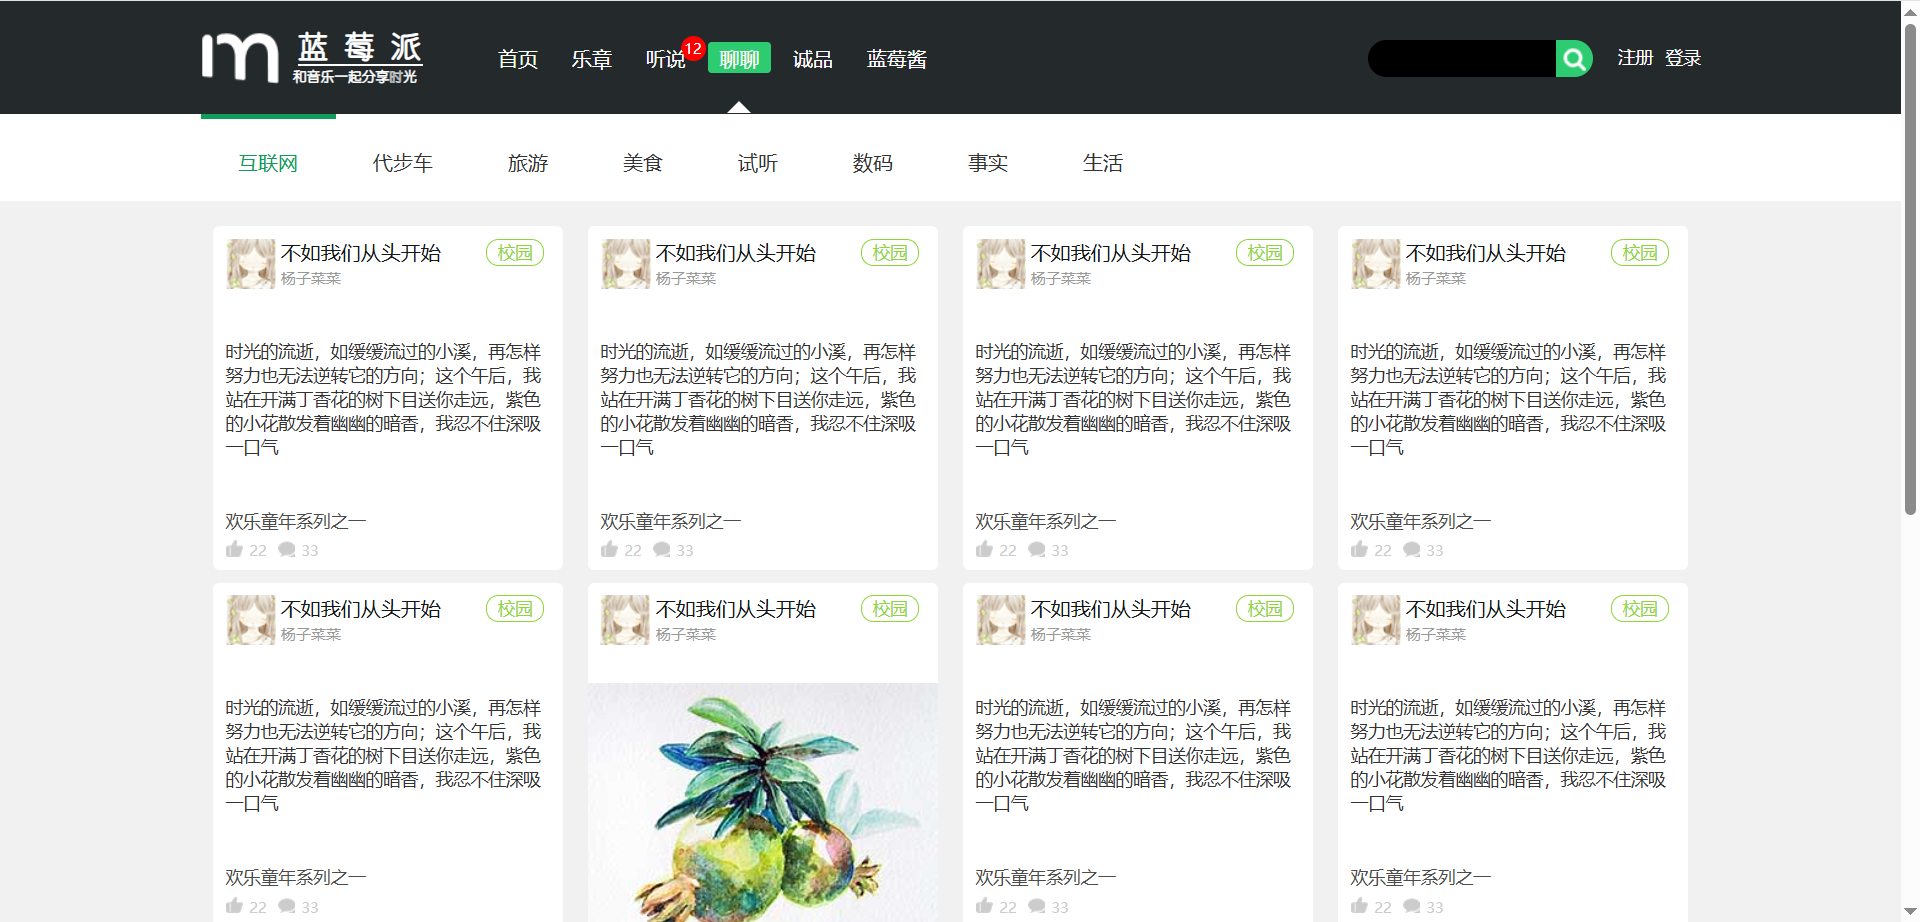 m 蓝莓派
和音乐一起分享时光
首页 乐章 听说 12 聊聊 诚品 蓝莓酱
注册 登录
互联网 代步车 旅游 美食 试听 数码 事实 生活
不如我们从头开始 校园
杨子菜菜
时光的流逝，如缓缓流过的小溪，再怎样
努力也无法逆转它的方向；这个午后，我
站在开满丁香花的树下目送你走远，紫色
的小花散发着幽幽的暗香，我忍不住深吸
一口气
欢乐童年系列之一
22 33
不如我们从头开始 校园
杨子菜菜
时光的流逝，如缓缓流过的小溪，再怎样
努力也无法逆转它的方向；这个午后，我
站在开满丁香花的树下目送你走远，紫色
的小花散发着幽幽的暗香，我忍不住深吸
一口气
欢乐童年系列之一
22 33
不如我们从头开始 校园
杨子菜菜
时光的流逝，如缓缓流过的小溪，再怎样
努力也无法逆转它的方向；这个午后，我
站在开满丁香花的树下目送你走远，紫色
的小花散发着幽幽的暗香，我忍不住深吸
一口气
欢乐童年系列之一
22 33
不如我们从头开始 校园
杨子菜菜
时光的流逝，如缓缓流过的小溪，再怎样
努力也无法逆转它的方向；这个午后，我
站在开满丁香花的树下目送你走远，紫色
的小花散发着幽幽的暗香，我忍不住深吸
一口气
欢乐童年系列之一
22 33
不如我们从头开始 校园
杨子菜菜
时光的流逝，如缓缓流过的小溪，再怎样
努力也无法逆转它的方向；这个午后，我
站在开满丁香花的树下目送你走远，紫色
的小花散发着幽幽的暗香，我忍不住深吸
一口气
欢乐童年系列之一
22 33
不如我们从头开始 校园
杨子菜菜
不如我们从头开始 校园
杨子菜菜
时光的流逝，如缓缓流过的小溪，再怎样
努力也无法逆转它的方向；这个午后，我
站在开满丁香花的树下目送你走远，紫色
的小花散发着幽幽的暗香，我忍不住深吸
一口气
欢乐童年系列之一
22 33
不如我们从头开始 校园
杨子菜菜
时光的流逝，如缓缓流过的小溪，再怎样
努力也无法逆转它的方向；这个午后，我
站在开满丁香花的树下目送你走远，紫色
的小花散发着幽幽的暗香，我忍不住深吸
一口气
欢乐童年系列之一
22 33